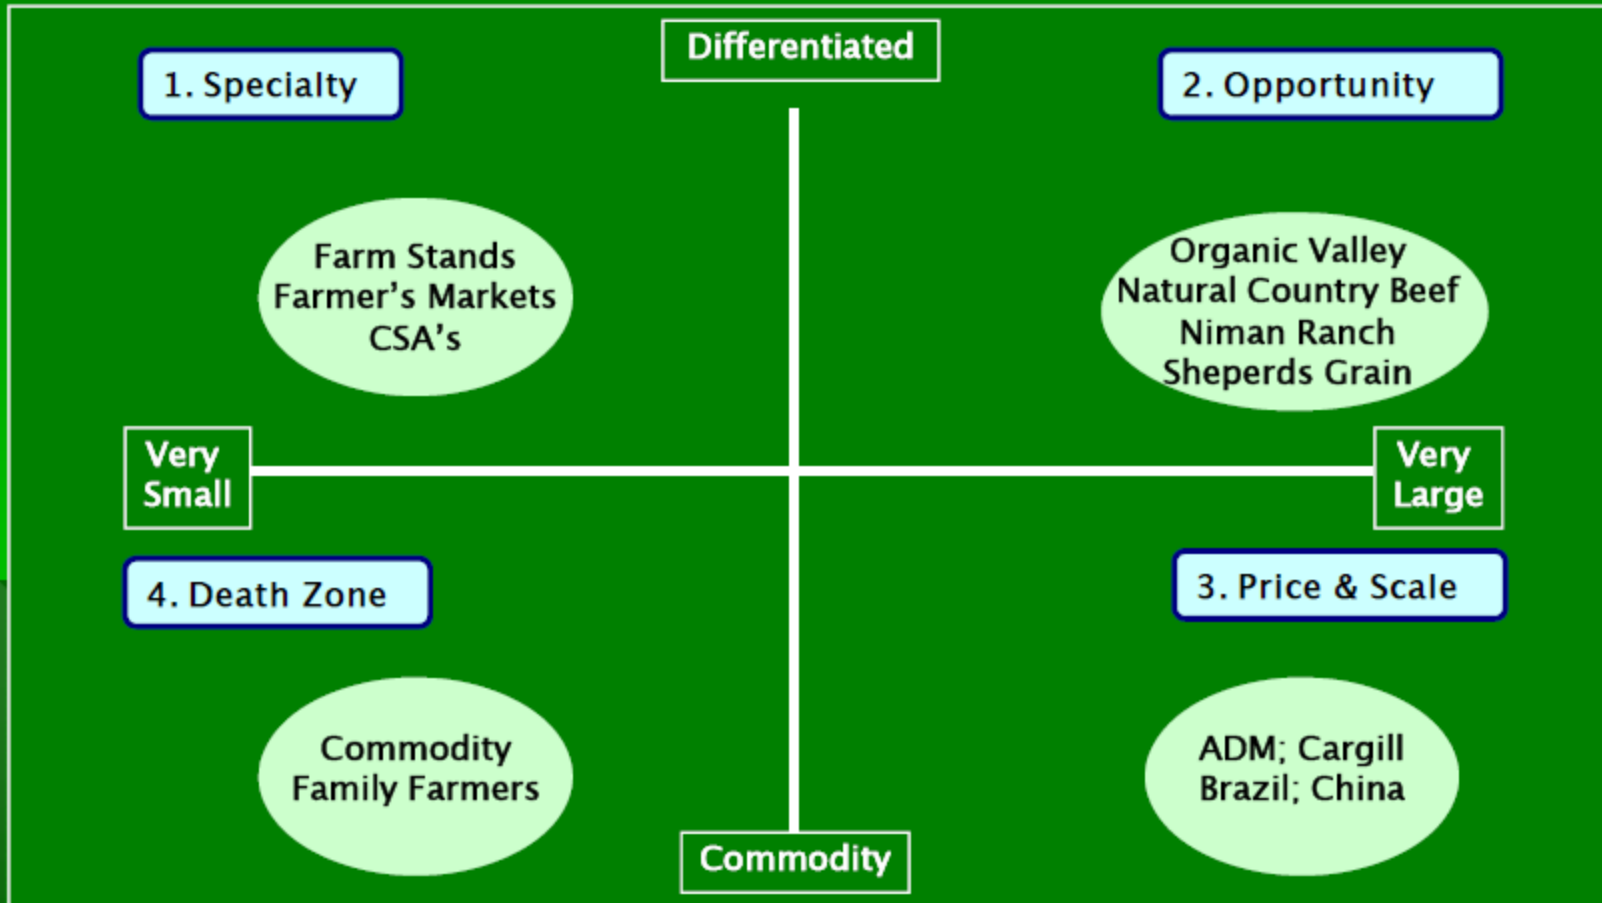 Differentiated
1. Specialty
2. Opportunity
Farm Stands
Farmer's Markets
CSA's
Organic Valley
Natural Country Beef
Niman Ranch
Sheperds Grain
Very
Small
Very
Large
4. Death Zone
3. Price & Scale
Commodity
Family Farmers
ADM; Cargill
Brazil; China
Commodity